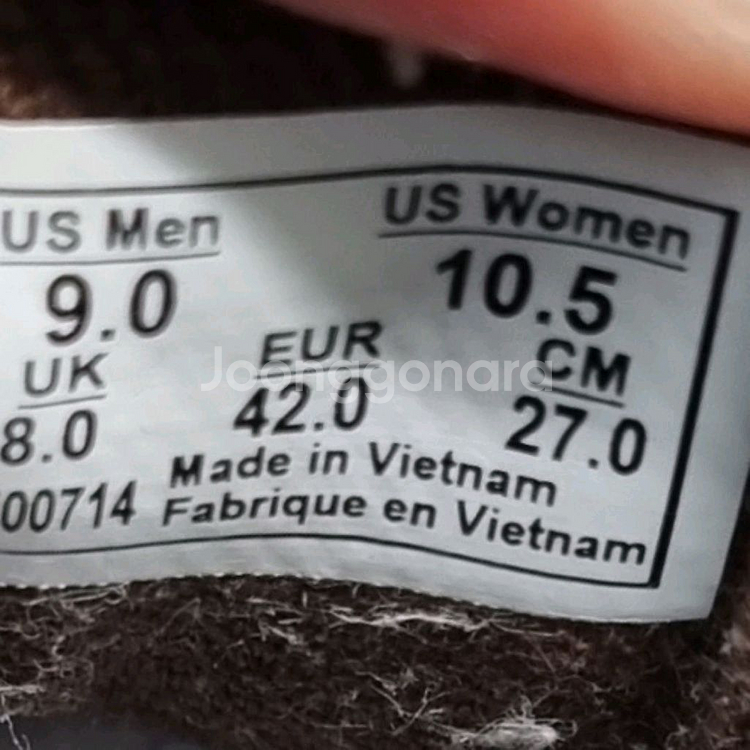 US Men US Women
9.0 10.5
UK EUR CM
8.0 42.0 27.0
Made in Vietnam
00714 Fabrique en Vietnam
Joonggonara